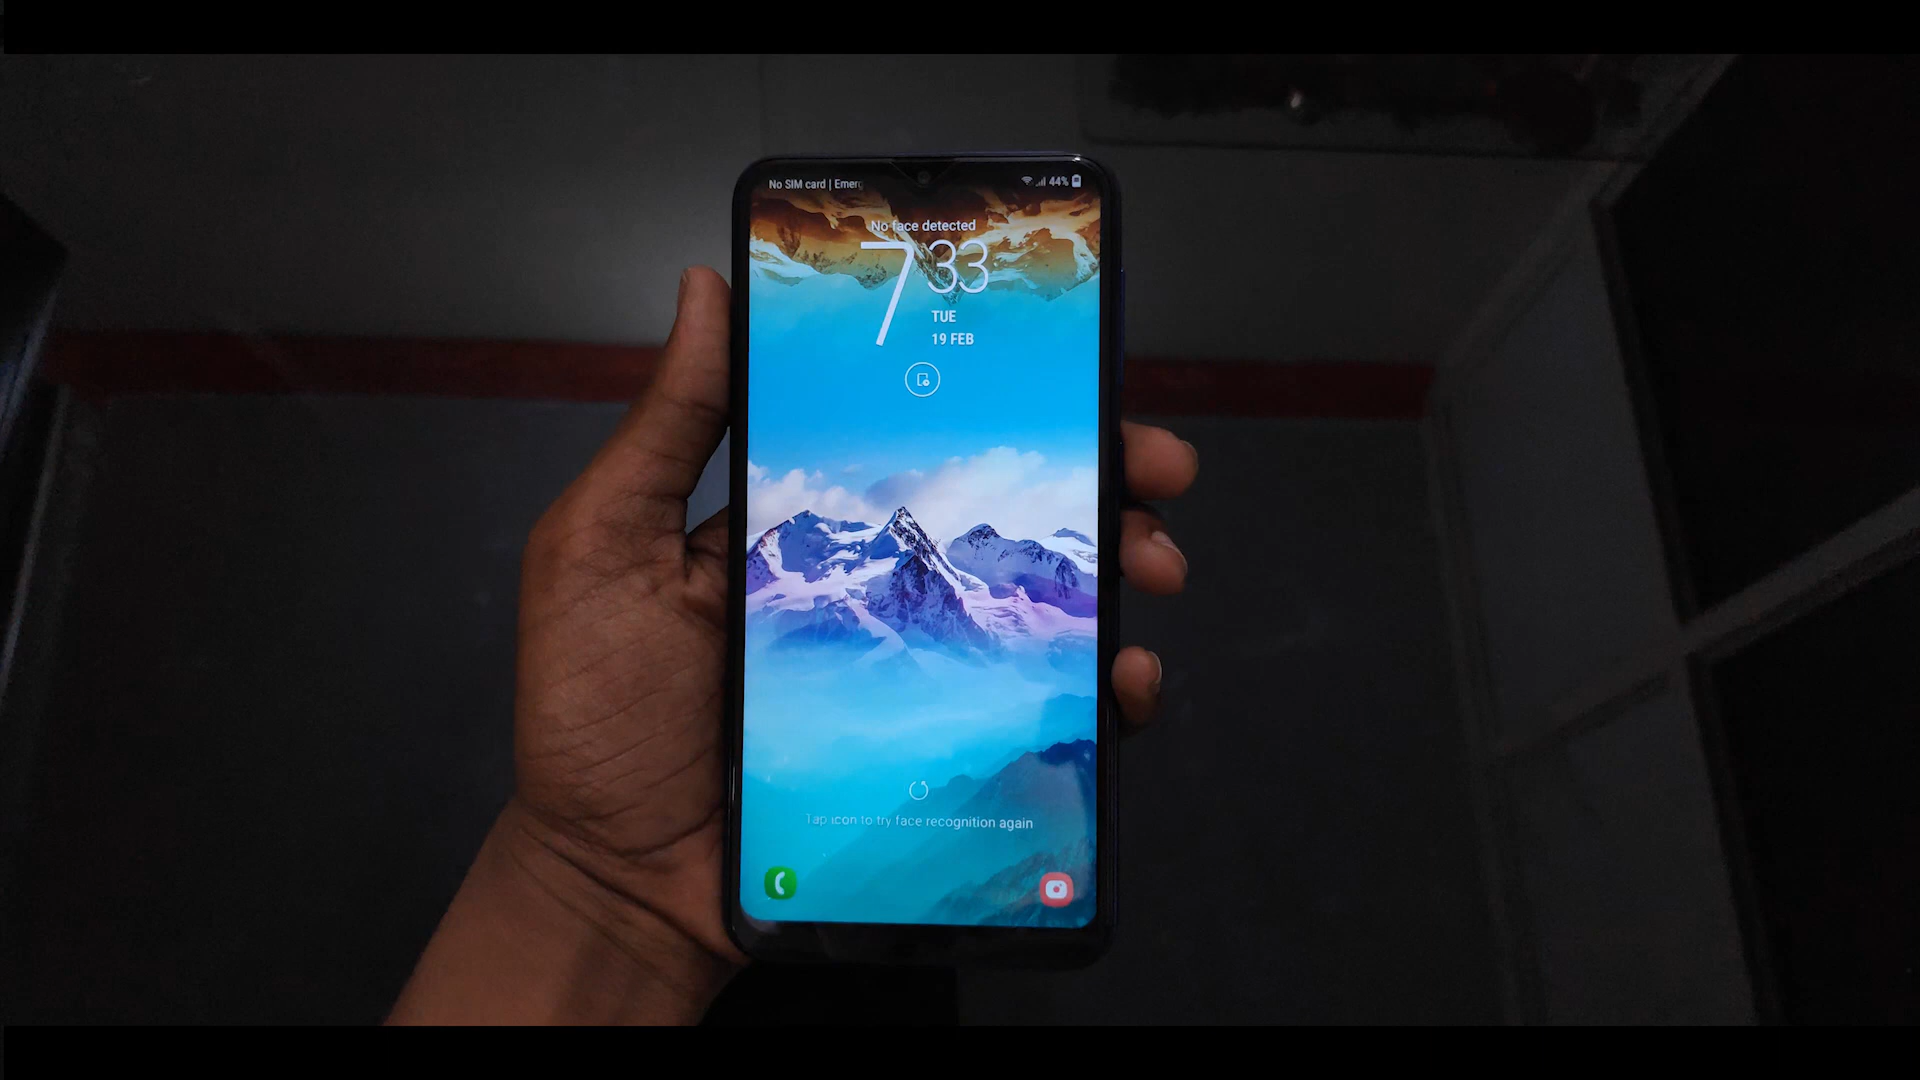 No SIM card | Emerg
44%
No face detected
7 33
TUE
19 FEB
Tap icon to try face recognition again